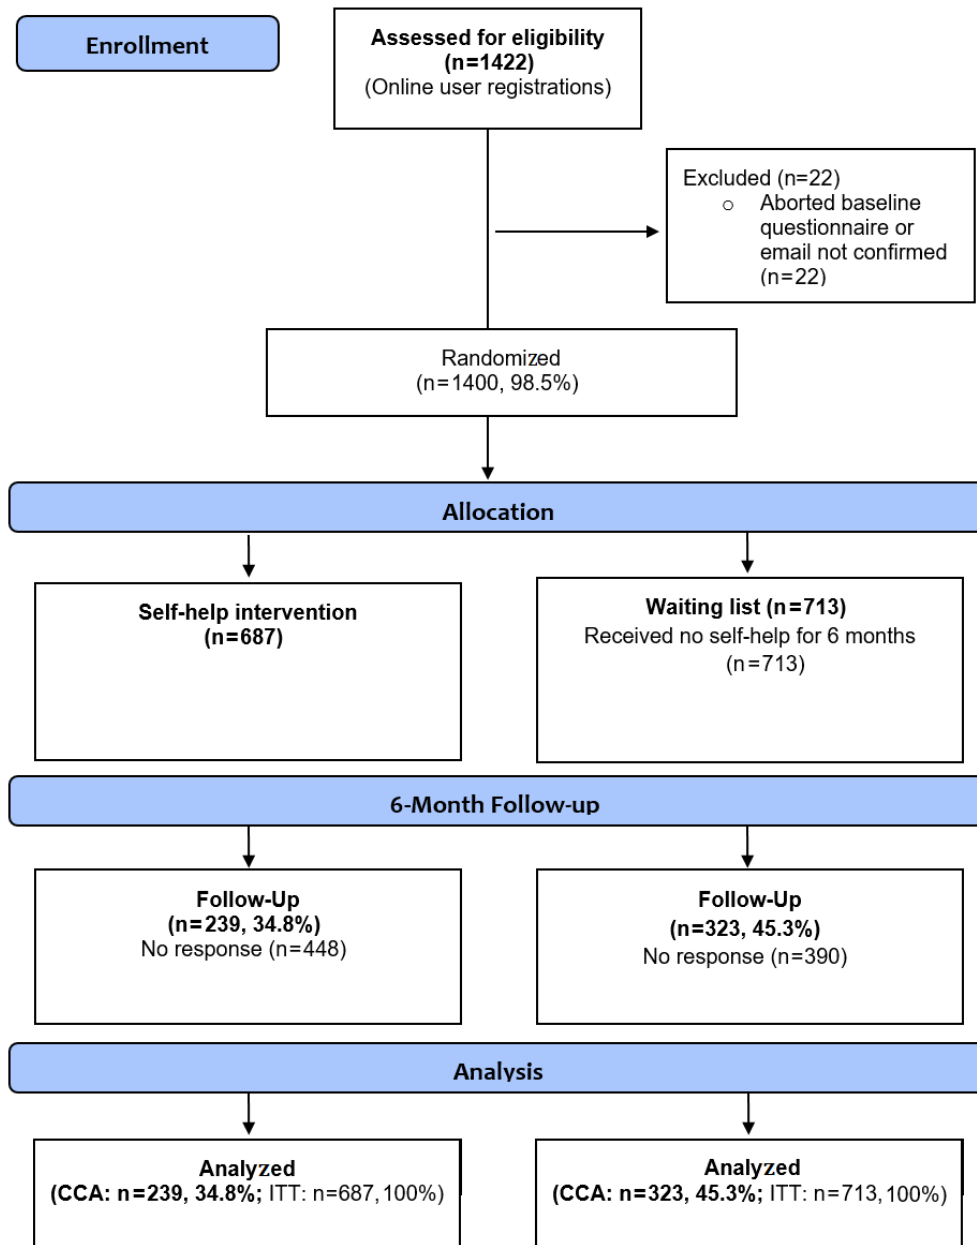 Enrollment
Assessed for eligibility
(n=1422)
(Online user registrations)
Excluded (n=22)
o Aborted baseline
questionnaire or
email not confirmed
(n=22)
Randomized
(n=1400, 98.5%)
Allocation
Self-help intervention
(n=687)
Waiting list (n=713)
Received no self-help for 6 months
(n=713)
6-Month Follow-up
Follow-Up
(n=239, 34.8%)
No response (n=448)
Follow-Up
(n=323, 45.3%)
No response (n=390)
Analysis
Analyzed
(CCA: n=239, 34.8%; ITT: n=687, 100%)
Analyzed
(CCA: n=323, 45.3%; ITT: n=713, 100%)